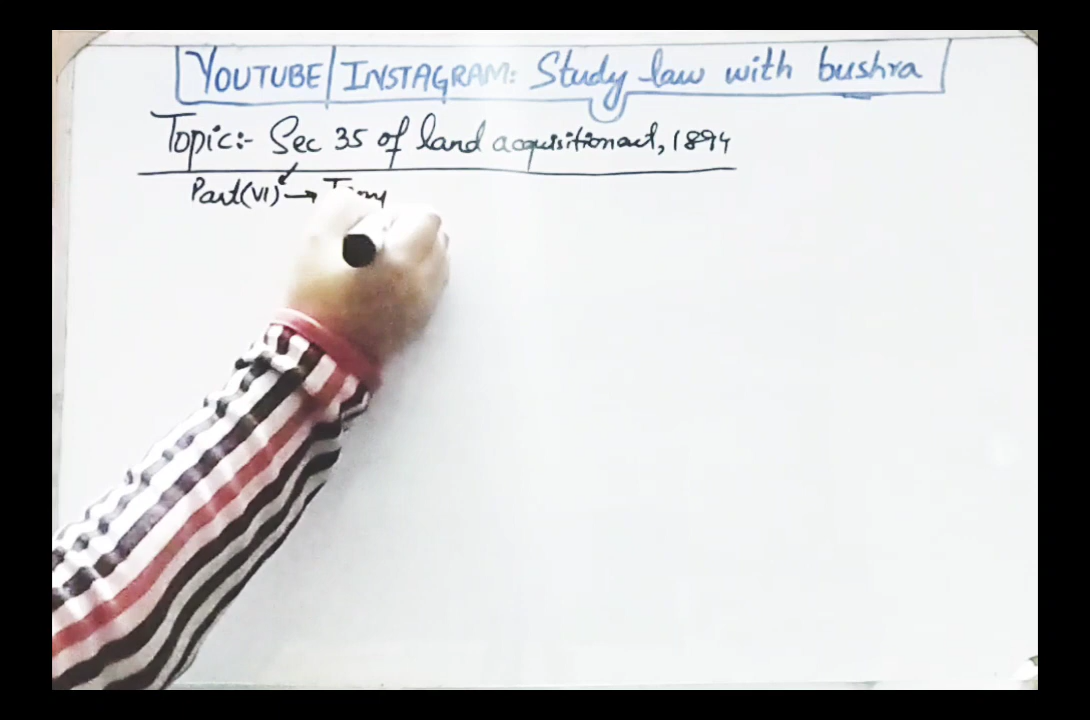 YOUTUBE/INSTAGRAM: Study law with bushra
Topic:- Sec 35 of land acquisition act, 1894
Part(VI) →